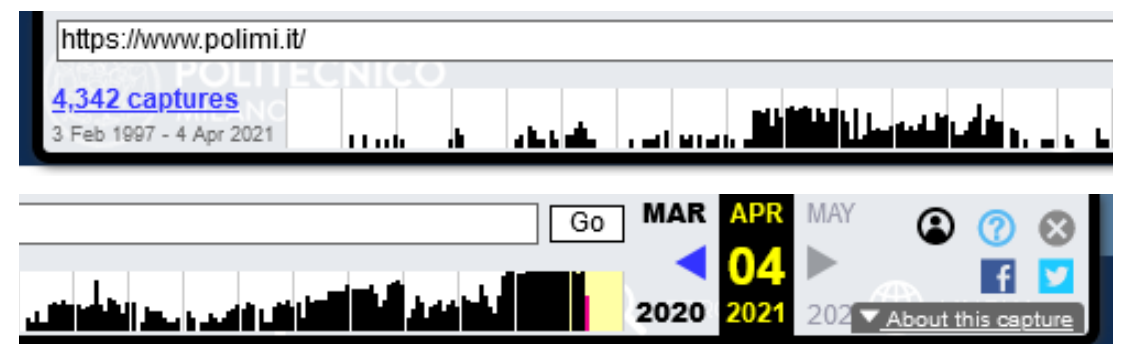 https://www.polimi.it/
POLITECNICO
4,342 captures
MILANO
3 Feb 1997 - 4 Apr 2021
Go
MAR APR MAY
04
2020 2021
About this capture